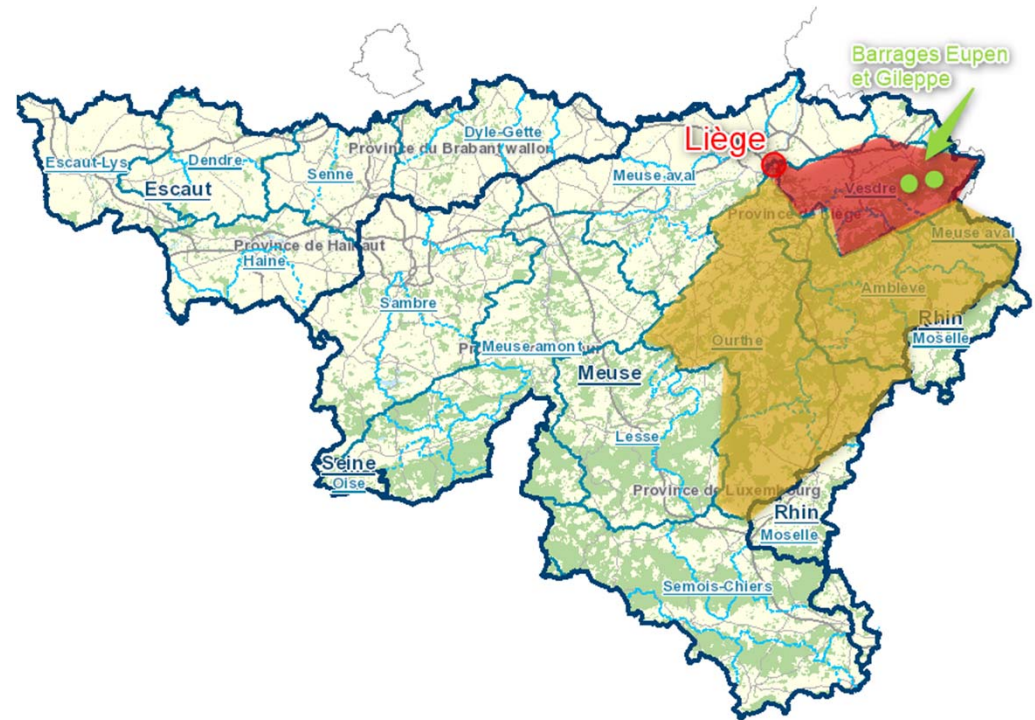 Barrages Eupen
et Gileppe
Liège
Dyle-Gette
Province du Brabant wallon
Escaut-Lys
Dendre
Senne
Escaut
Meuse aval
Vesdre
Province de Liège
Meuse aval
Province de Hainaut
Haine
Amblève
Sambre
Rhin
Moselle
Ourthe
Meuse amont
Meuse
Lesse
Seine
Oise
Province de Luxembourg
Rhin
Moselle
Semois-Chiers